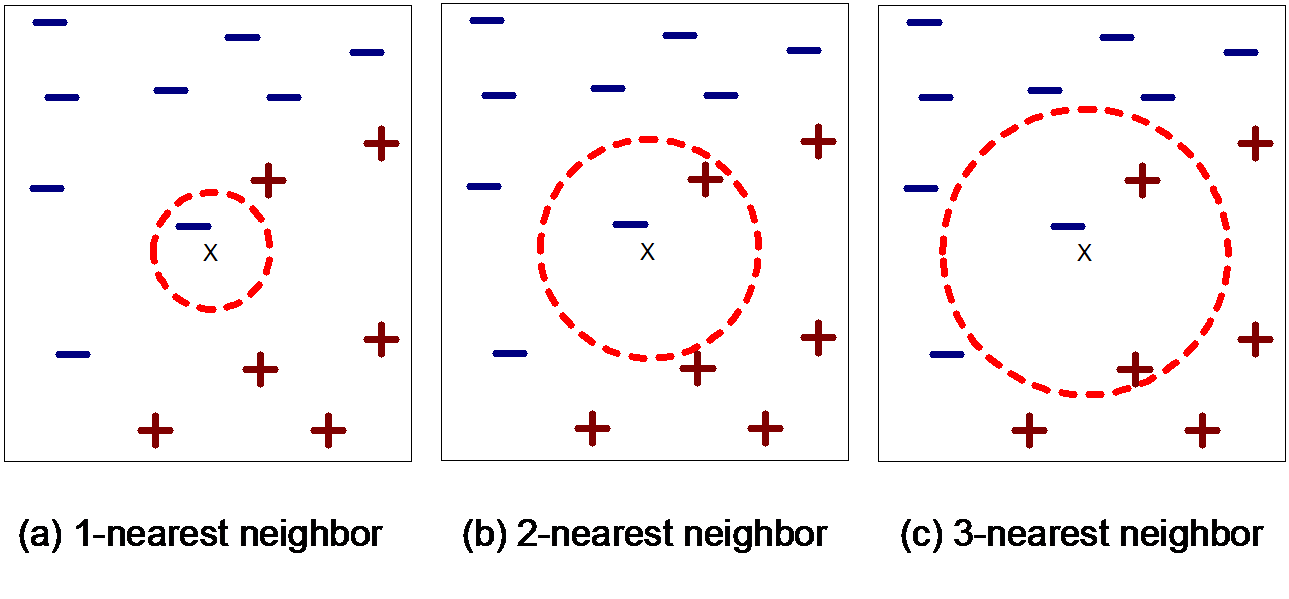 X
X
X
(a) 1-nearest neighbor
(b) 2-nearest neighbor
(c) 3-nearest neighbor